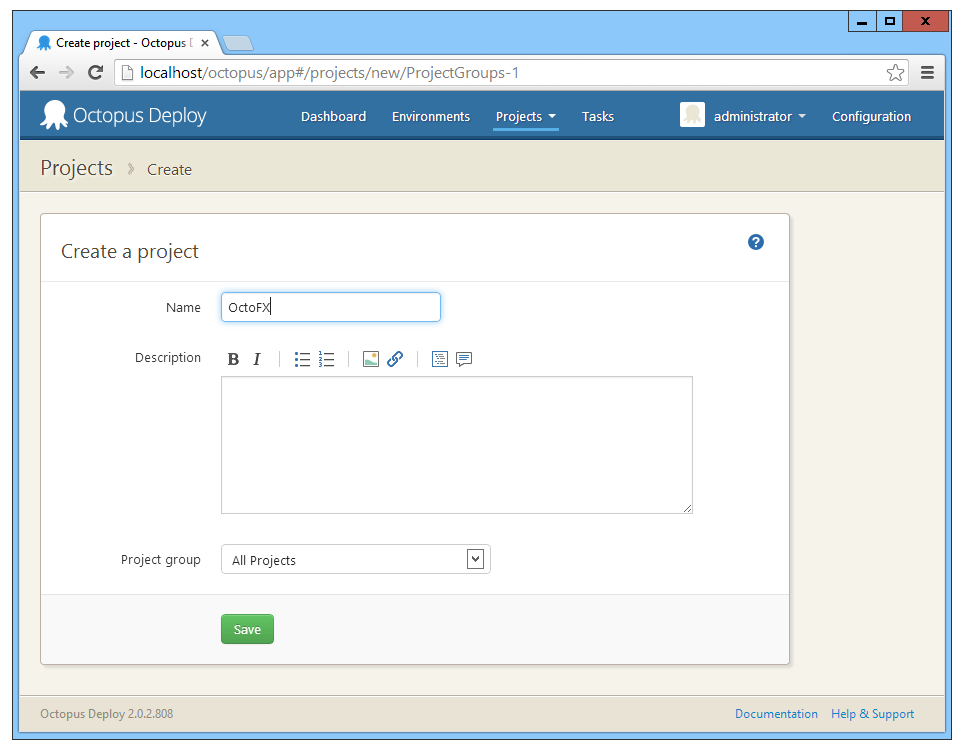 Create project - Octopus D
localhost/octopus/app#/projects/new/ProjectGroups-1
Octopus Deploy Dashboard Environments Projects Tasks administrator Configuration
Projects Create
Create a project
Name OctoFX
Description B I
Project group All Projects
Save
Octopus Deploy 2.0.2.808 Documentation Help & Support